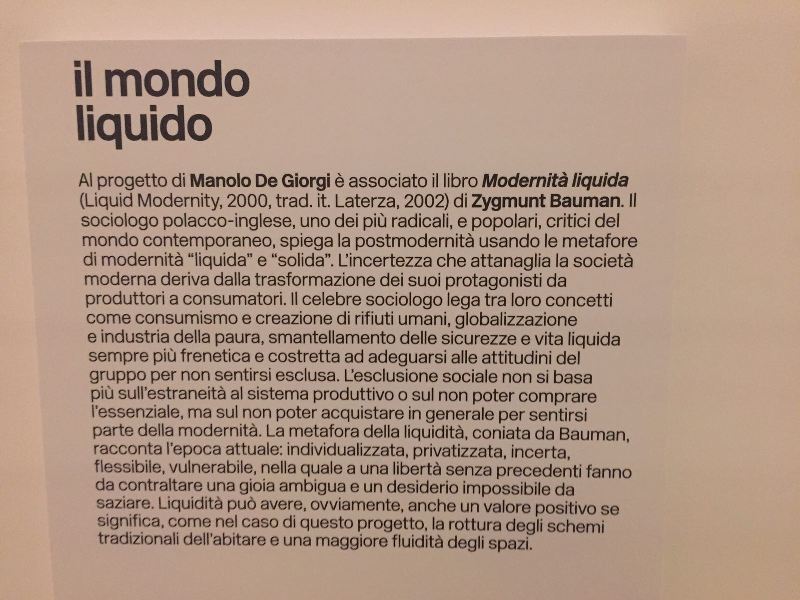 il mondo
liquido
Al progetto di Manolo De Giorgi è associato il libro Modernità liquida
(Liquid Modernity, 2000, trad. it. Laterza, 2002) di Zygmunt Bauman. Il
sociologo polacco-inglese, uno dei più radicali, e popolari, critici del
mondo contemporaneo, spiega la postmodernità usando le metafore
di modernità “liquida” e “solida”. L’incertezza che attanaglia la società
moderna deriva dalla trasformazione dei suoi protagonisti da
produttori a consumatori. Il celebre sociologo lega tra loro concetti
come consumismo e creazione di rifiuti umani, globalizzazione
e industria della paura, smantellamento delle sicurezze e vita liquida
sempre più frenetica e costretta ad adeguarsi alle attitudini del
gruppo per non sentirsi esclusa. L’esclusione sociale non si basa
più sull’estraneità al sistema produttivo o sul non poter comprare
l’essenziale, ma sul non poter acquistare in generale per sentirsi
parte della modernità. La metafora della liquidità, coniata da Bauman,
racconta l’epoca attuale: individualizzata, privatizzata, incerta,
flessibile, vulnerabile, nella quale a una libertà senza precedenti fanno
da contraltare una gioia ambigua e un desiderio impossibile da
saziare. Liquidità può avere, ovviamente, anche un valore positivo se
significa, come nel caso di questo progetto, la rottura degli schemi
tradizionali dell’abitare e una maggiore fluidità degli spazi.